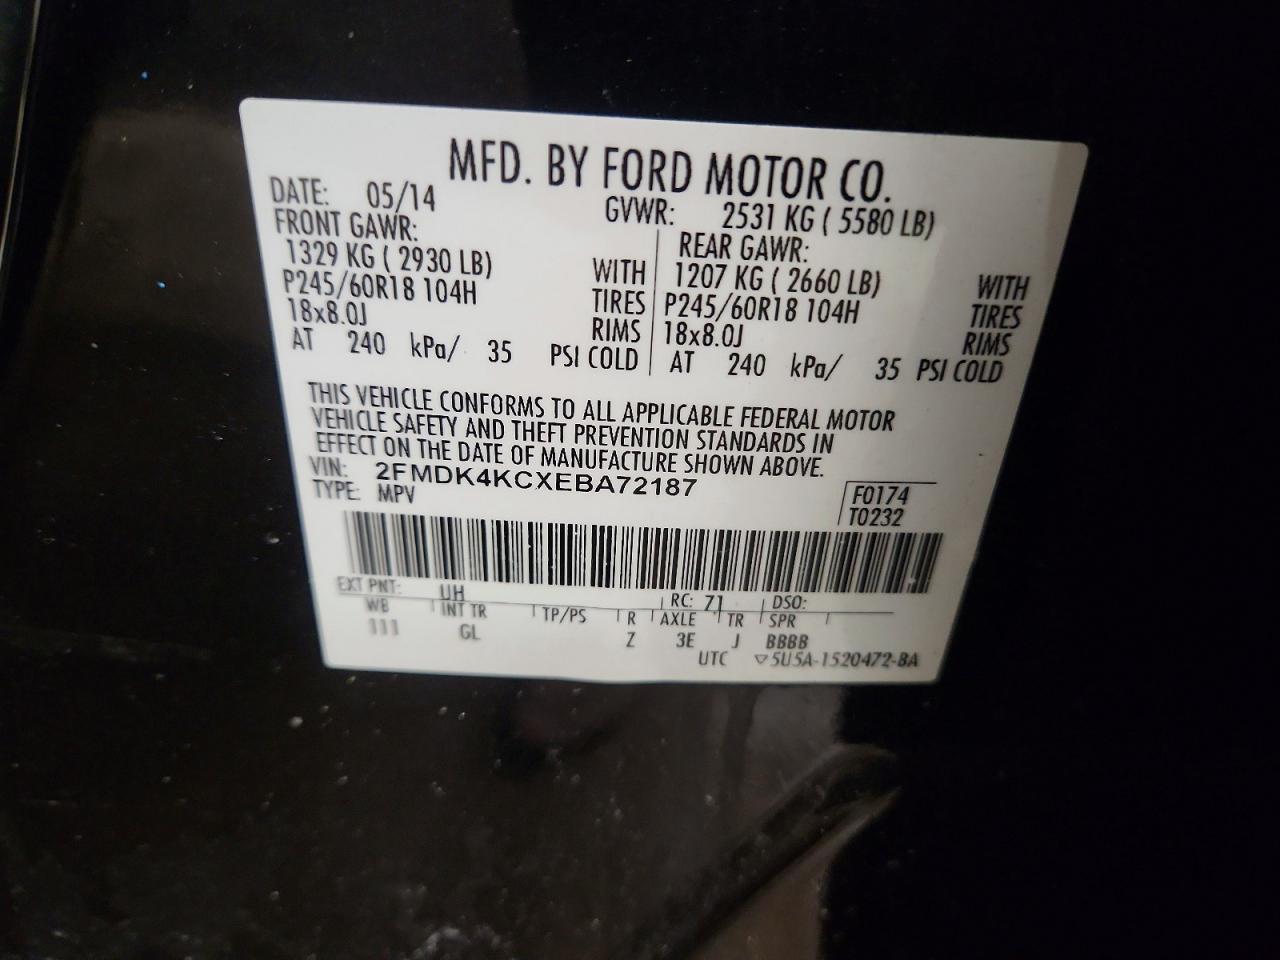 MFD. BY FORD MOTOR CO.
DATE: 05/14 GVWR: 2531 KG ( 5580 LB)
FRONT GAWR: REAR GAWR:
1329 KG ( 2930 LB) WITH 1207 KG ( 2660 LB) WITH
P245/60R18 104H TIRES P245/60R18 104H TIRES
18x8.0J RIMS 18x8.0J RIMS
AT 240 kPa/ 35 PSI COLD AT 240 kPa/ 35 PSI COLD
THIS VEHICLE CONFORMS TO ALL APPLICABLE FEDERAL MOTOR
VEHICLE SAFETY AND THEFT PREVENTION STANDARDS IN
EFFECT ON THE DATE OF MANUFACTURE SHOWN ABOVE.
VIN: 2FMDK4KCXEBA72187
TYPE: MPV F0174
T0232
EXT PNT: UH RC: 71 DSO:
WB INT TR TP/PS R AXLE TR SPR
111 GL Z 3E J BBBB
UTC ▽5U5A-1520472-BA